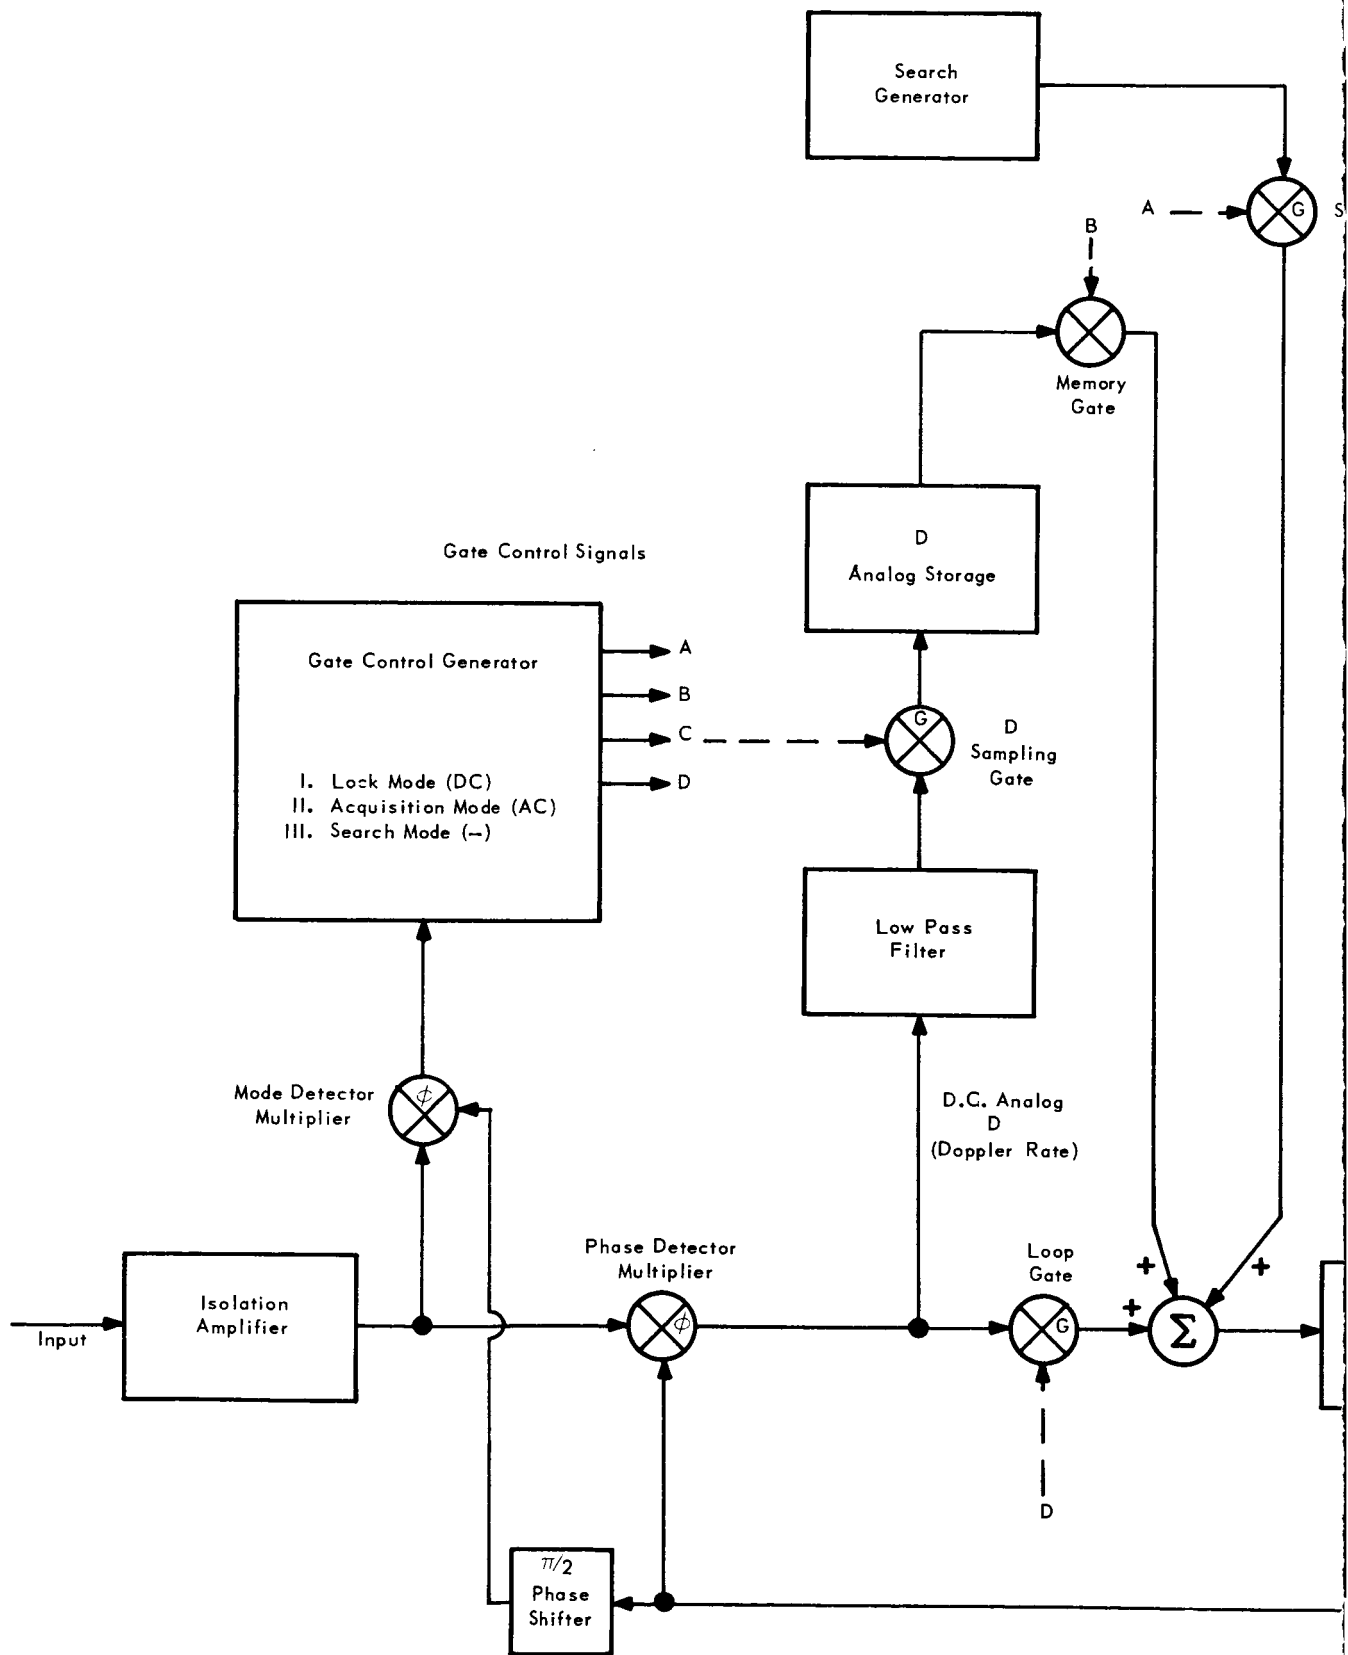 Search
Generator
A
G
S
B
Memory
Gate
D
Analog Storage
Gate Control Signals
Gate Control Generator
A
B
C
D
I. Lock Mode (DC)
II. Acquisition Mode (AC)
III. Search Mode (–)
G
D
Sampling
Gate
Low Pass
Filter
Mode Detector
Multiplier
ϕ
D.C. Analog
D
(Doppler Rate)
Phase Detector
Multiplier
ϕ
Loop
Gate
G
+
+
+
Σ
Isolation
Amplifier
Input
D
π/2
Phase
Shifter